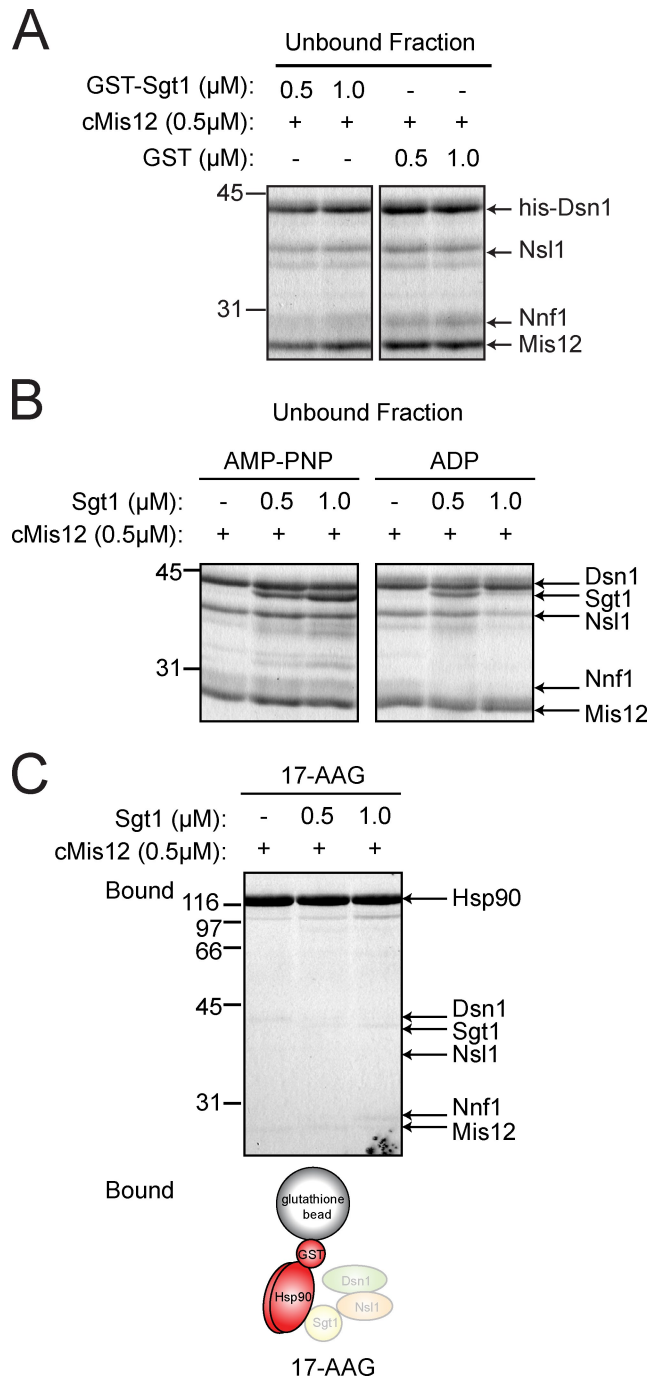 A
Unbound Fraction
GST-Sgt1 (μM): 0.5 1.0 - -
cMis12 (0.5μM): + + + +
GST (μM): - - 0.5 1.0
45
his-Dsn1
Nsl1
31
Nnf1
Mis12
B
Unbound Fraction
AMP-PNP ADP
Sgt1 (μM): - 0.5 1.0 - 0.5 1.0
cMis12 (0.5μM): + + + + + +
45
Dsn1
Sgt1
Nsl1
31
Nnf1
Mis12
C
17-AAG
Sgt1 (μM): - 0.5 1.0
cMis12 (0.5μM): + + +
Bound
116
Hsp90
97
66
45
Dsn1
Sgt1
Nsl1
31
Nnf1
Mis12
Bound
glutathione
bead
GST
Hsp90
Dsn1
Nsl1
Sgt1
17-AAG